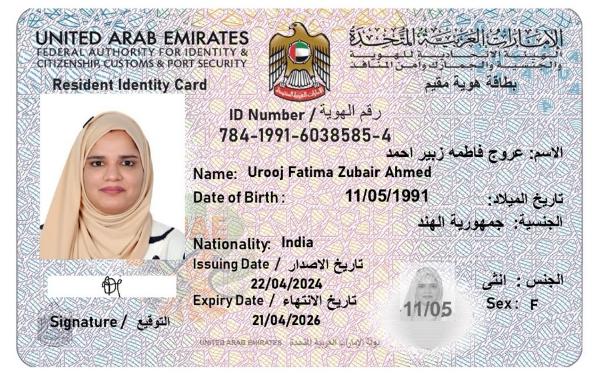 UNITED ARAB EMIRATES
FEDERAL AUTHORITY FOR IDENTITY &
CITIZENSHIP, CUSTOMS & PORT SECURITY
Resident Identity Card
الإمارات العربية المتحدة
الهيئة الاتحادية للهوية
والجنسية والجمارك وأمن المنافذ
بطاقة هوية مقيم
ID Number / رقم الهوية
784-1991-6038585-4
الاسم: عروج فاطمه زبير احمد
Name: Urooj Fatima Zubair Ahmed
Date of Birth : 11/05/1991 تاريخ الميلاد:
الجنسية: جمهورية الهند
Nationality: India
Issuing Date / تاريخ الاصدار
22/04/2024
Expiry Date / تاريخ الانتهاء
21/04/2026
الجنس: انثى
Sex: F
11/05
Signature / التوقيع
UNITED ARAB EMIRATES دولة الإمارات العربية المتحدة